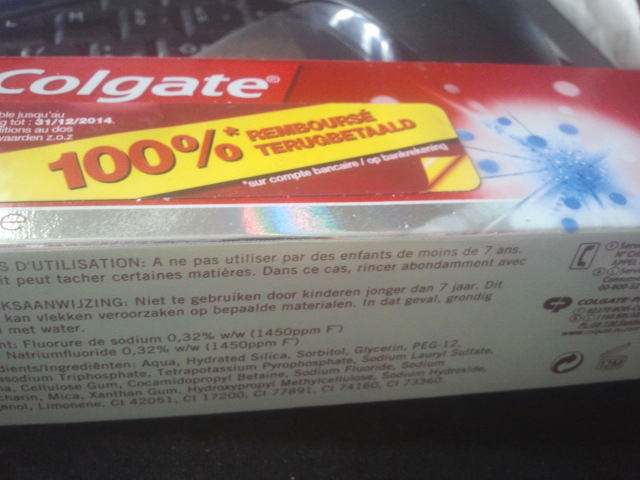 Colgate®
ble jusqu'au
g tot : 31/12/2014.
itions au dos
vaarden z.o.z
100%* REMBOURSÉ
TERUGBETAALD
*sur compte bancaire / op bankrekening
S D'UTILISATION: A ne pas utiliser par des enfants de moins de 7 ans.
it peut tacher certaines matières. Dans ce cas, rincer abondamment avec
KSAANWIJZING: Niet te gebruiken door kinderen jonger dan 7 jaar. Dit
kan vlekken veroorzaken op bepaalde materialen. In dat geval, grondig
met water.
nt: Fluorure de sodium 0,32% w/w (1450ppm F⁻)
Natriumfluoride 0,32% w/w (1450ppm F⁻)
dients/Ingrediënten: Aqua, Hydrated Silica, Sorbitol, Glycerin, PEG-12,
ssodium Triphosphate, Tetrapotassium Pyrophosphate, Sodium Lauryl Sulfate,
a, Cellulose Gum, Cocamidopropyl Betaine, Sodium Fluoride, Sodium
charin, Mica, Xanthan Gum, Hydroxypropyl Methylcellulose, Sodium Hydroxide,
enol, Limonene, CI 42051, CI 17200, CI 77891, CI 74160, CI 73360.
APPEL
CP COLGATE
12M